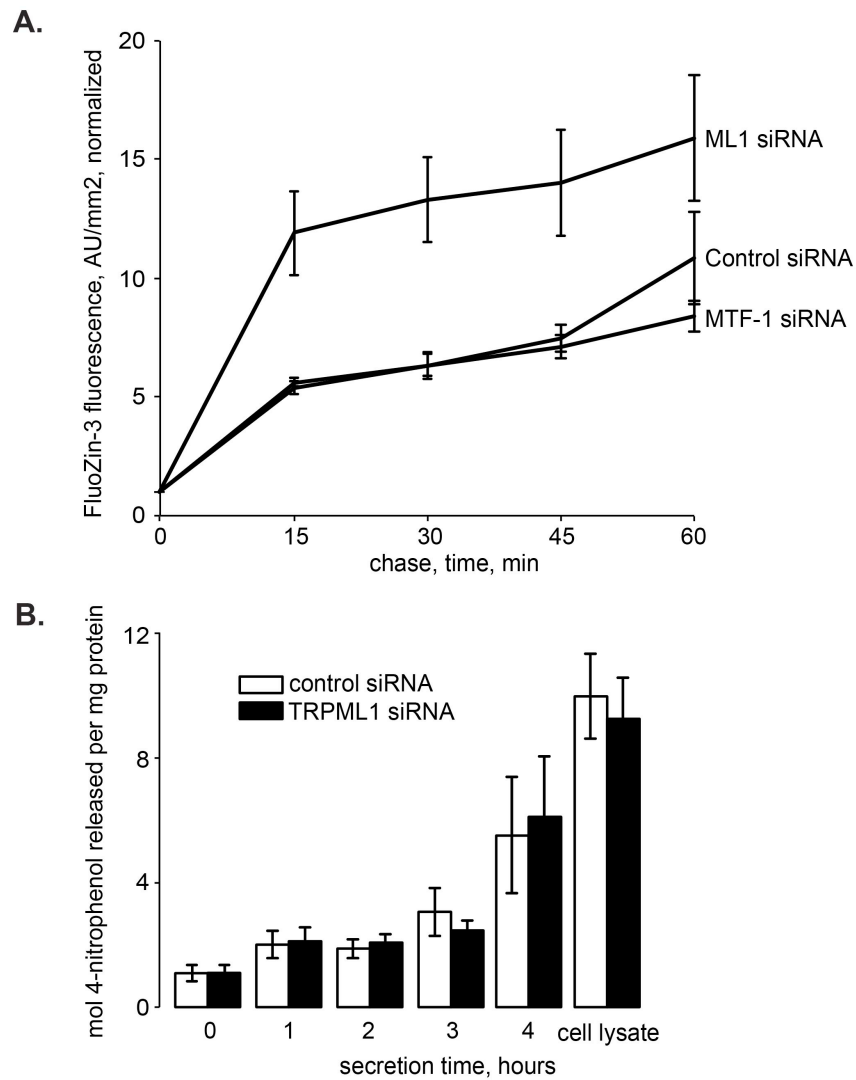 A.
FluoZin-3 fluorescence, AU/mm2, normalized
20
15
10
5
0
0 15 30 45 60
chase, time, min
ML1 siRNA
Control siRNA
MTF-1 siRNA
B.
mol 4-nitrophenol released per mg protein
12
8
4
0
control siRNA
TRPML1 siRNA
0 1 2 3 4 cell lysate
secretion time, hours